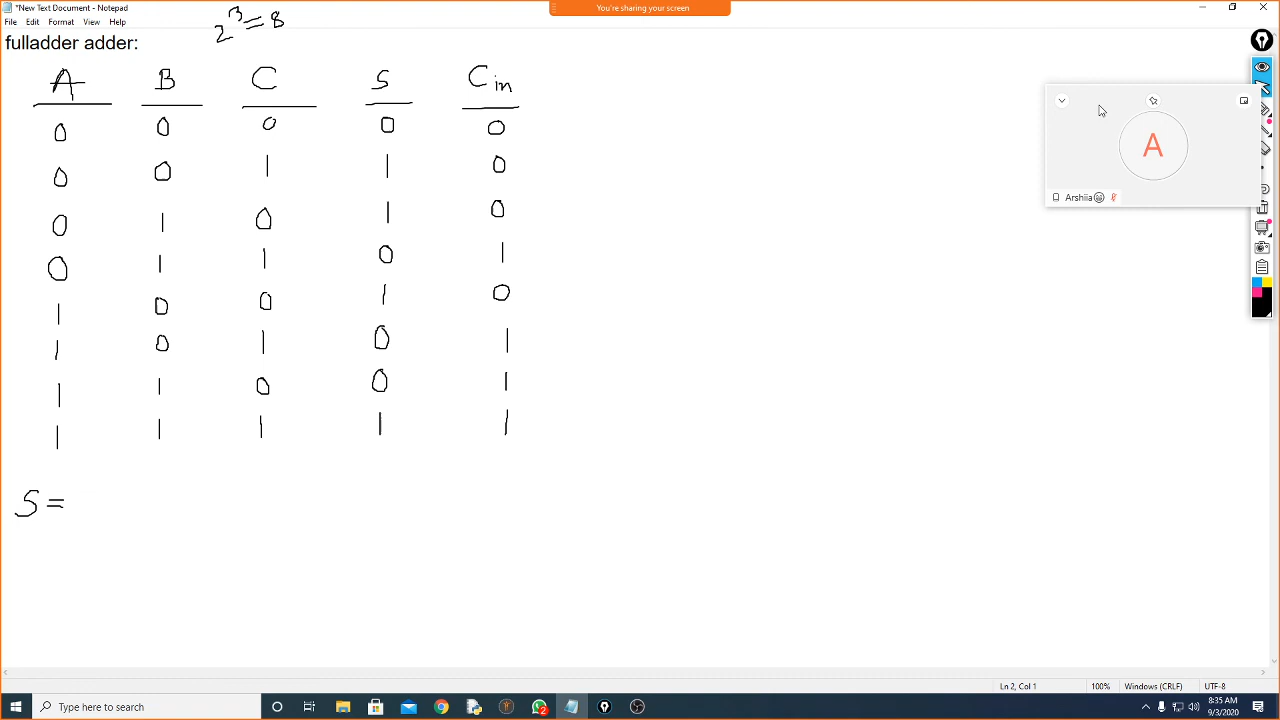 *New Text Document - Notepad
You're sharing your screen
File Edit Format View Help
2³=8
fulladder adder:
A B C S Cin
0 0 0 0 0
0 0 1 1 0
0 1 0 1 0
0 1 1 0 1
1 0 0 1 0
1 0 1 0 1
1 1 0 0 1
1 1 1 1 1
S=
A
Arshiia
Ln 2, Col 1 100% Windows (CRLF) UTF-8
Type here to search
2
8:35 AM
9/3/2020